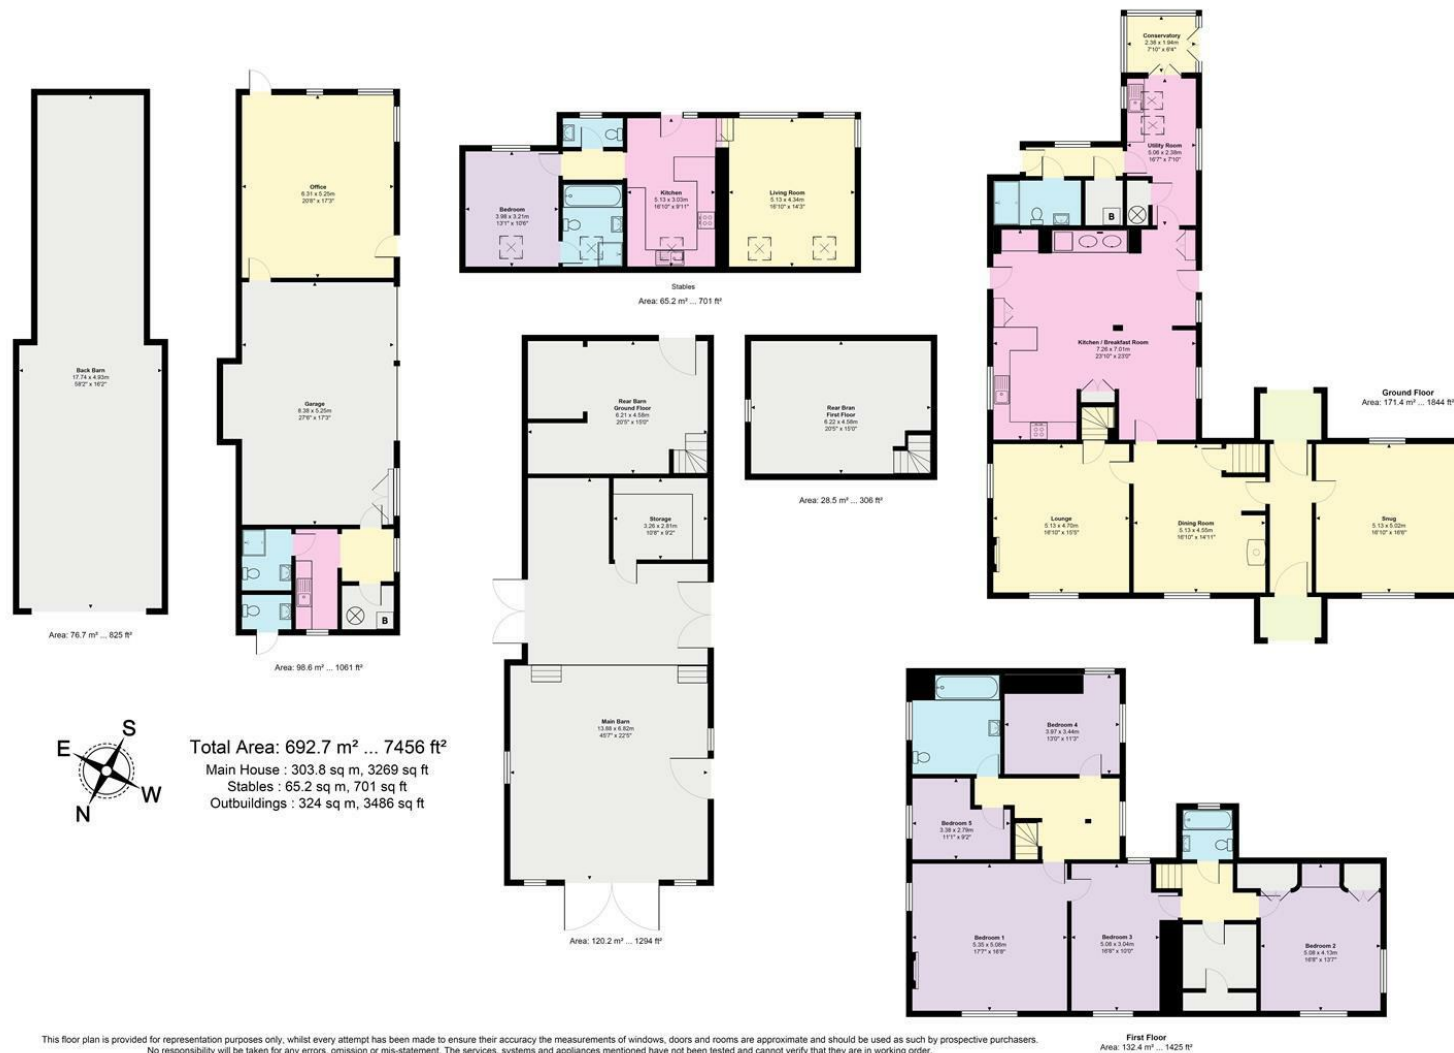 Conservatory
2.38 x 1.94m
7'10" x 6'4"
Utility Room
5.06 x 2.39m
16'7" x 7'10"
B
Kitchen / Breakfast Room
7.26 x 7.01m
23'10" x 23'0"
Ground Floor
Area: 171.4 m² ... 1844 ft²
Lounge
5.13 x 4.70m
16'10" x 15'5"
Dining Room
5.13 x 4.55m
16'10" x 14'11"
Snug
5.13 x 5.02m
16'10" x 16'6"
Back Barn
17.74 x 4.93m
58'2" x 16'2"
Area: 76.7 m² ... 825 ft²
Office
6.31 x 5.25m
20'8" x 17'3"
Garage
8.38 x 5.25m
27'6" x 17'3"
B
Area: 98.6 m² ... 1061 ft²
Bedroom
3.98 x 3.21m
13'1" x 10'6"
Kitchen
5.13 x 3.03m
16'10" x 9'11"
Living Room
5.13 x 4.34m
16'10" x 14'3"
Stables
Area: 65.2 m² ... 701 ft²
Rear Barn
Ground Floor
6.21 x 4.58m
20'5" x 15'0"
Storage
3.26 x 2.81m
10'8" x 9'2"
Main Barn
13.88 x 6.82m
45'7" x 22'5"
Area: 120.2 m² ... 1294 ft²
Rear Bran
First Floor
6.22 x 4.58m
20'5" x 15'0"
Area: 28.5 m² ... 306 ft²
S
E
W
N
Total Area: 692.7 m² ... 7456 ft²
Main House : 303.8 sq m, 3269 sq ft
Stables : 65.2 sq m, 701 sq ft
Outbuildings : 324 sq m, 3486 sq ft
Bedroom 4
3.97 x 3.44m
13'0" x 11'3"
Bedroom 5
3.39 x 2.79m
11'1" x 9'2"
Bedroom 1
5.35 x 5.08m
17'7" x 16'8"
Bedroom 3
5.08 x 3.04m
16'8" x 10'0"
Bedroom 2
5.08 x 4.13m
16'8" x 13'7"
First Floor
Area: 132.4 m² ... 1425 ft²
This floor plan is provided for representation purposes only, whilst every attempt has been made to ensure their accuracy the measurements of windows, doors and rooms are approximate and should be used as such by prospective purchasers.
No responsibility will be taken for any errors, omission or mis-statement. The services, systems and appliances mentioned have not been tested and cannot verify that they are in working order.